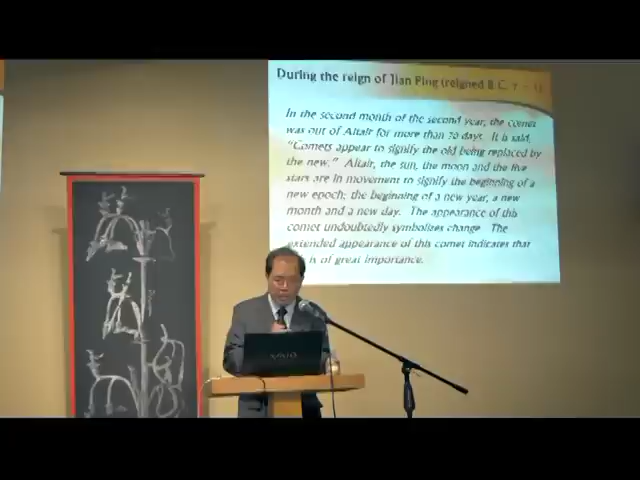 During the reign of Jian Ping (reigned B.C. 7 - 1)
In the second month of the second year, the comet
was out of Altair for more than 70 days. It is said,
"Comets appear to signify the old being replaced by
the new." Altair, the sun, the moon and the five
stars are in movement to signify the beginning of a
new epoch; the beginning of a new year, a new
month and a new day. The appearance of this
comet undoubtedly symbolizes change. The
extended appearance of this comet indicates that
is of great importance.
VAIO